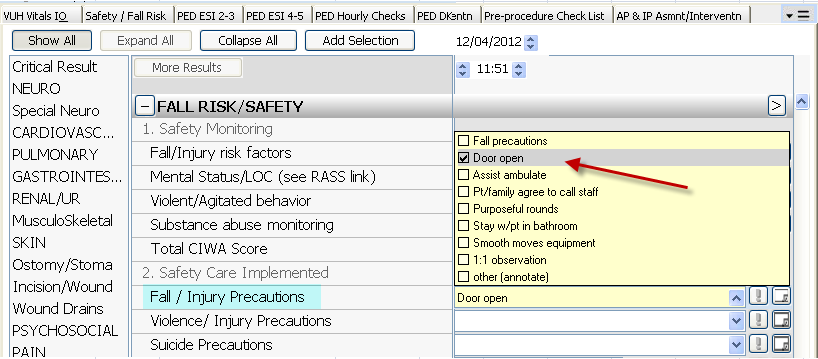 VUH Vitals IO Safety / Fall Risk PED ESI 2-3 PED ESI 4-5 PED Hourly Checks PED DKentn Pre-procedure Check List AP & IP Asmnt/Interventn
Show All Expand All Collapse All Add Selection 12/04/2012
More Results 11:51
Critical Result
NEURO
Special Neuro
CARDIOVASC...
PULMONARY
GASTROINTES...
RENAL/UR
MusculoSkeletal
SKIN
Ostomy/Stoma
Incision/Wound
Wound Drains
PSYCHOSOCIAL
PAIN
FALL RISK/SAFETY
1. Safety Monitoring
Fall/Injury risk factors
Mental Status/LOC (see RASS link)
Violent/Agitated behavior
Substance abuse monitoring
Total CIWA Score
2. Safety Care Implemented
Fall / Injury Precautions
Violence/ Injury Precautions
Suicide Precautions
Fall precautions
Door open
Assist ambulate
Pt/family agree to call staff
Purposeful rounds
Stay w/pt in bathroom
Smooth moves equipment
1:1 observation
other (annotate)
Door open